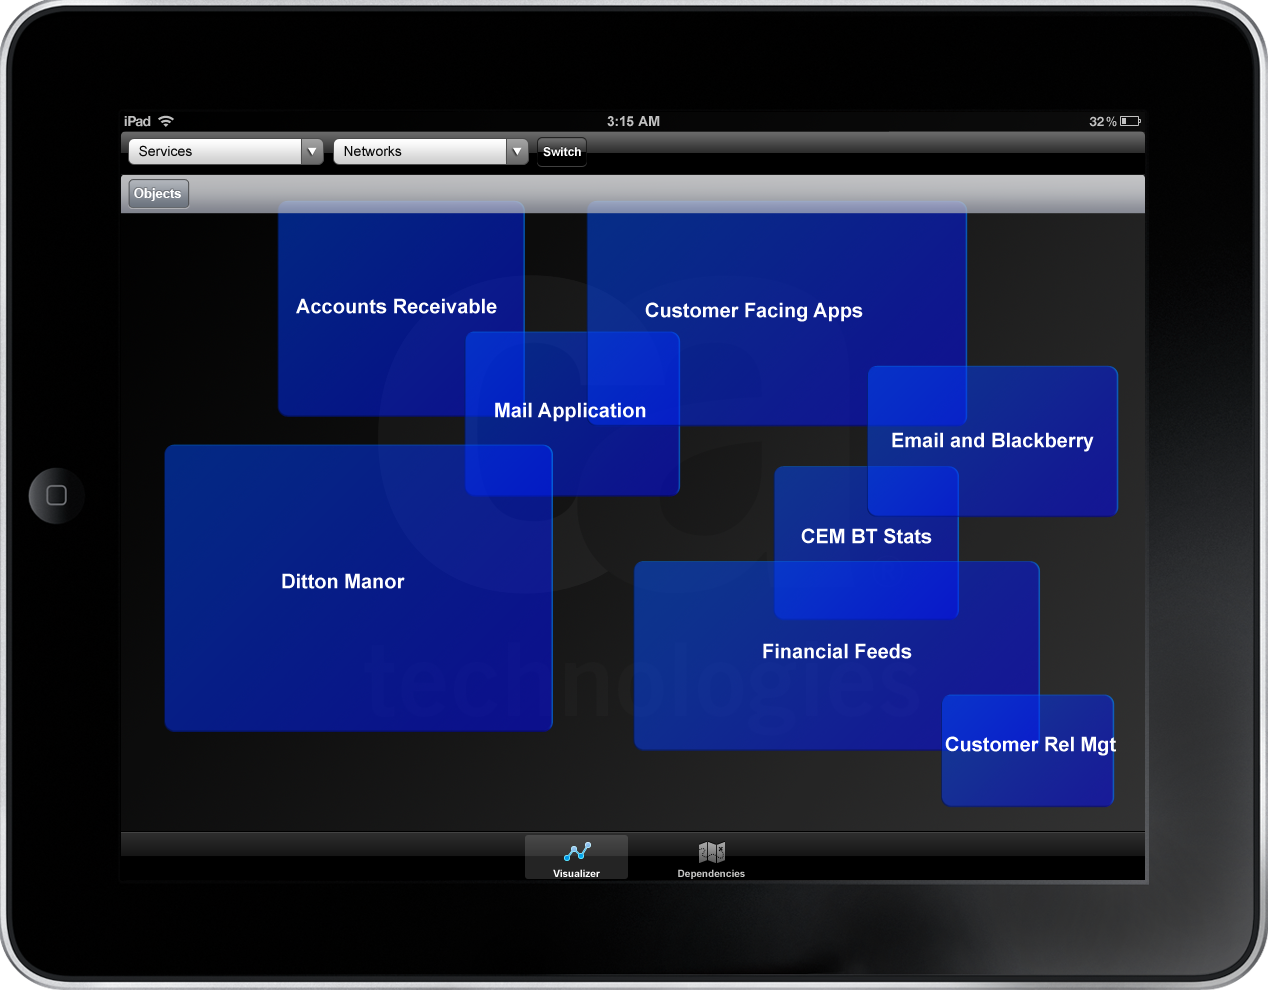 iPad 3:15 AM 32%
Services Networks Switch
Objects
Accounts Receivable
Customer Facing Apps
Mail Application
Email and Blackberry
CEM BT Stats
Ditton Manor
Financial Feeds
technologies
Customer Rel Mgt
Visualizer Dependencies